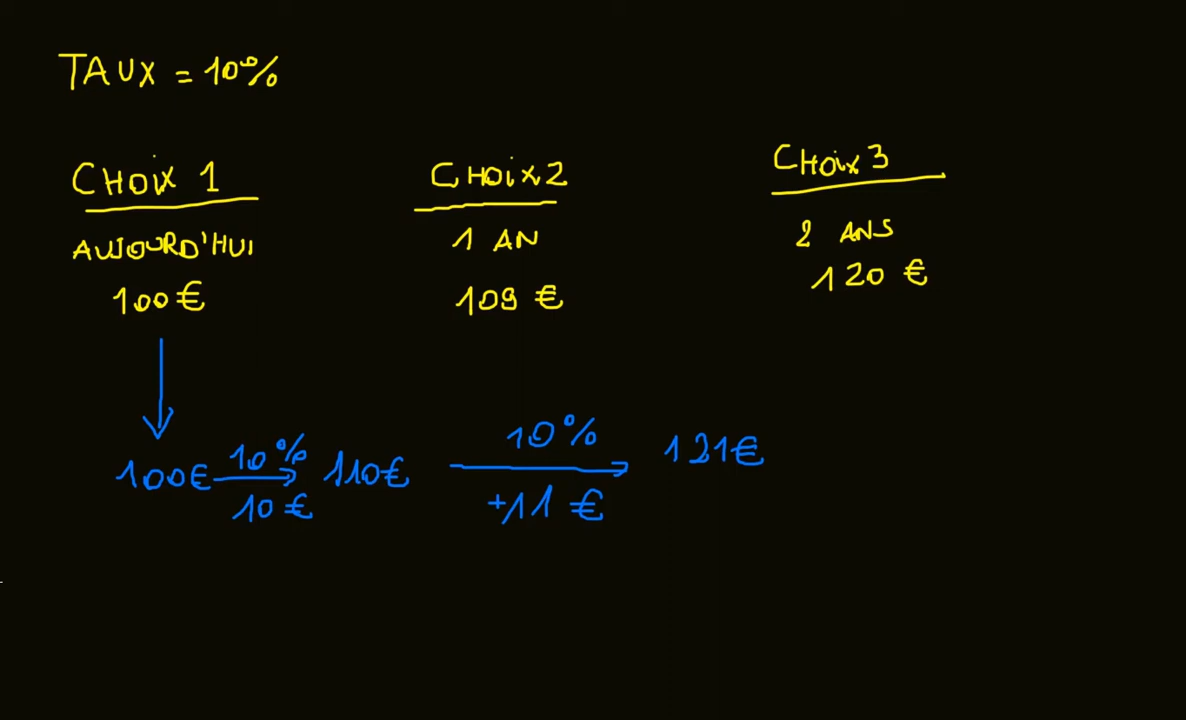 TAUX = 10%
CHOIX 1
AUJOURD'HUI
100€
CHOIX 2
1 AN
109 €
CHOIX 3
2 ANS
120 €
100€ 10% 110€ 10% 121€
10 € +11 €